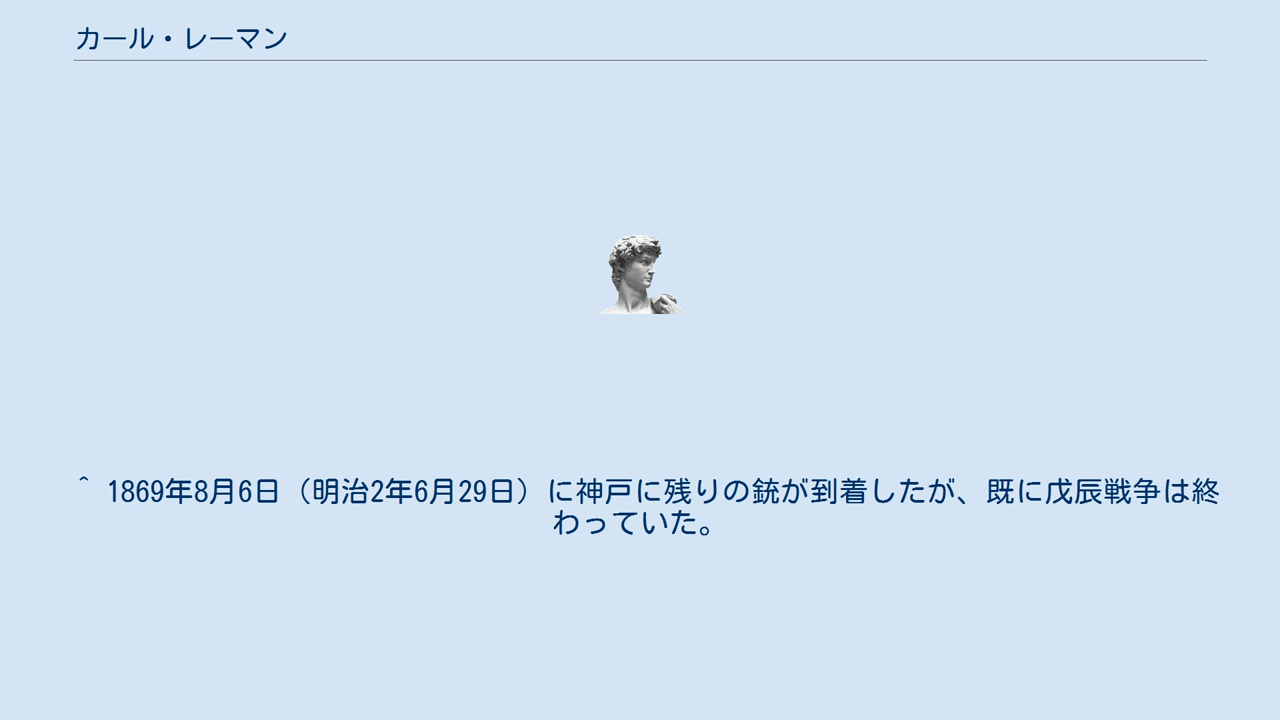 カール・レーマン
^ 1869年8月6日（明治2年6月29日）に神戸に残りの銃が到着したが、既に戊辰戦争は終
わっていた。